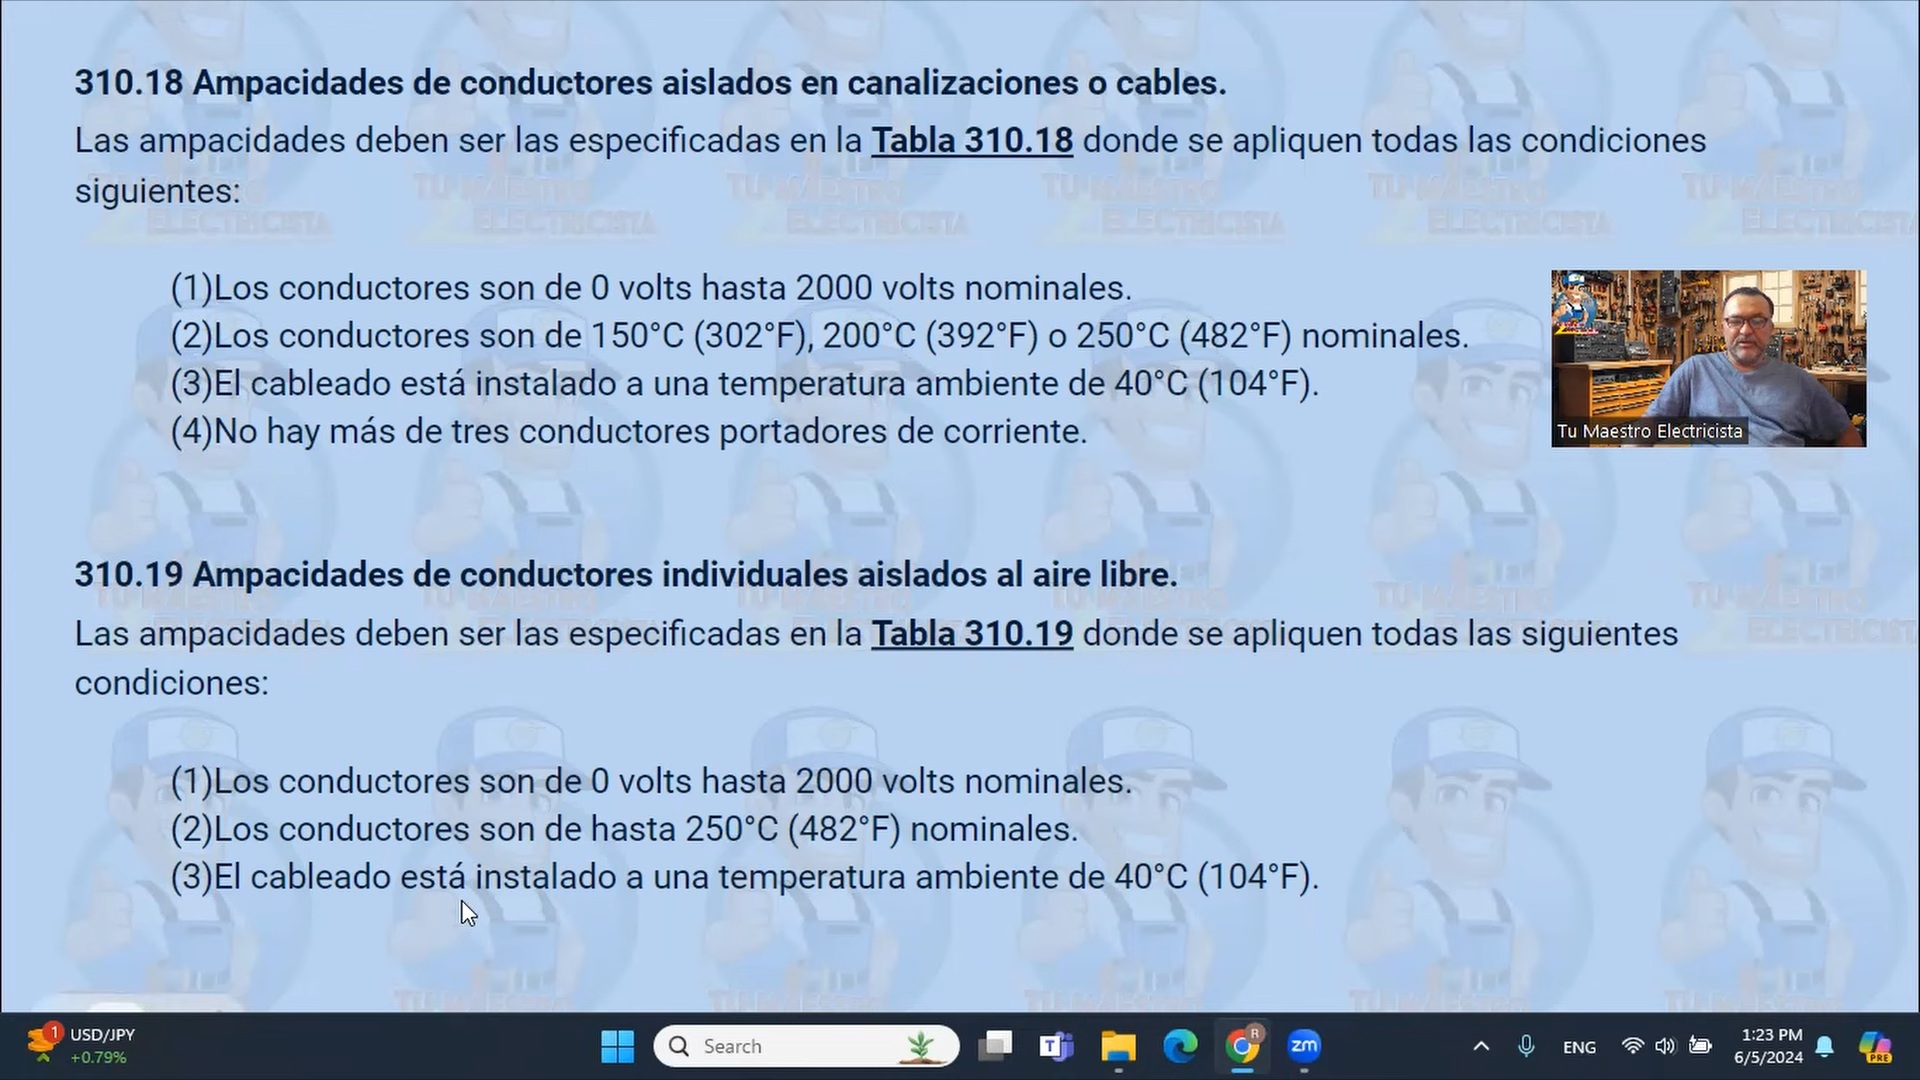 310.18 Ampacidades de conductores aislados en canalizaciones o cables.
Las ampacidades deben ser las especificadas en la Tabla 310.18 donde se apliquen todas las condiciones
siguientes:
(1)Los conductores son de 0 volts hasta 2000 volts nominales.
(2)Los conductores son de 150°C (302°F), 200°C (392°F) o 250°C (482°F) nominales.
(3)El cableado está instalado a una temperatura ambiente de 40°C (104°F).
(4)No hay más de tres conductores portadores de corriente.
Tu Maestro Electricista
310.19 Ampacidades de conductores individuales aislados al aire libre.
Las ampacidades deben ser las especificadas en la Tabla 310.19 donde se apliquen todas las siguientes
condiciones:
(1)Los conductores son de 0 volts hasta 2000 volts nominales.
(2)Los conductores son de hasta 250°C (482°F) nominales.
(3)El cableado está instalado a una temperatura ambiente de 40°C (104°F).
1
USD/JPY
+0.79%
Search
T
R
zm
ENG
1:23 PM
6/5/2024
PRE
TU MAESTRO
ELECTRICISTA